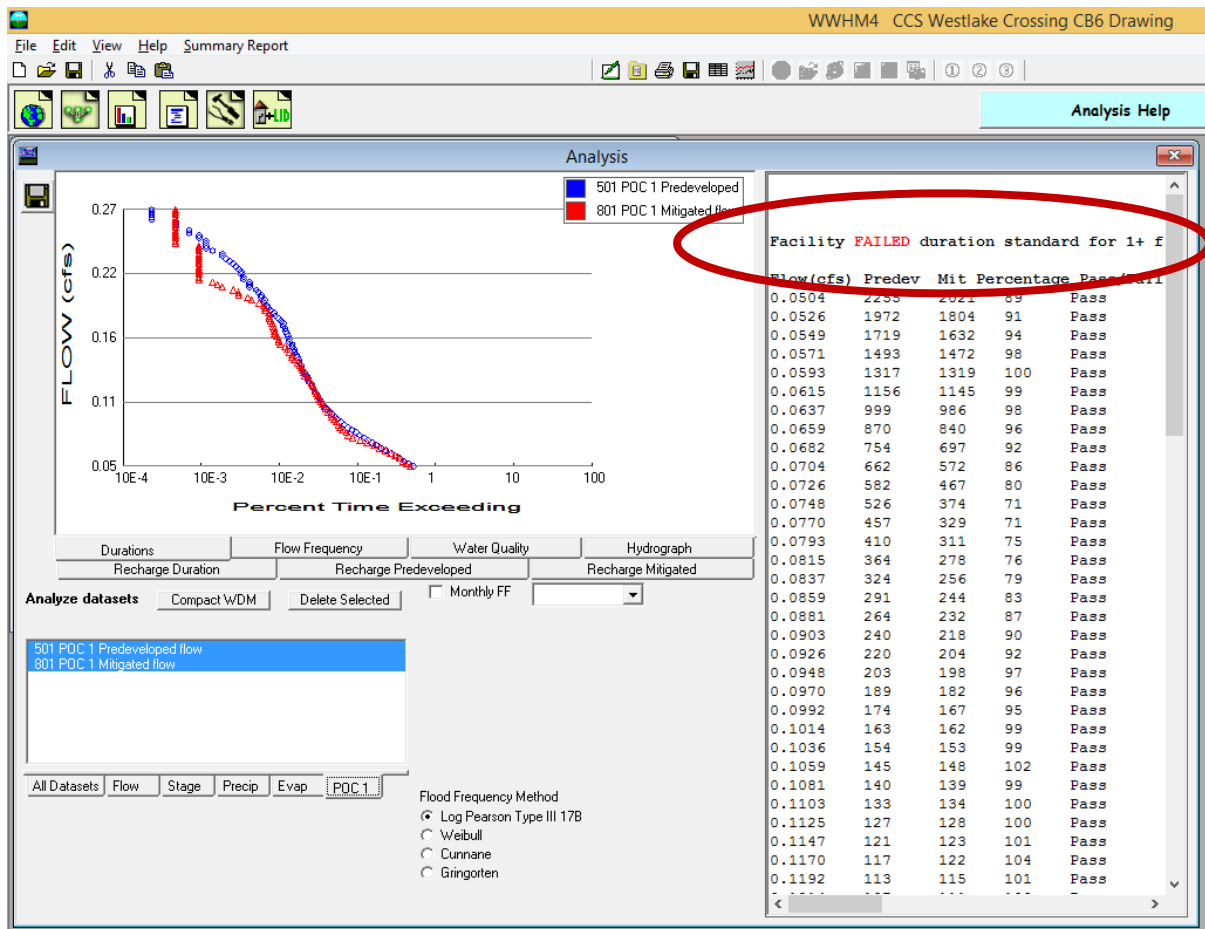 WWHM4 CCS Westlake Crossing CB6 Drawing
File Edit View Help Summary Report
Analysis Help
Analysis
501 POC 1 Predeveloped
801 POC 1 Mitigated flow
FLOW (cfs)
0.27
0.22
0.16
0.11
0.05
10E-4 10E-3 10E-2 10E-1 1 10 100
Percent Time Exceeding
Durations Flow Frequency Water Quality Hydrograph
Recharge Duration Recharge Predeveloped Recharge Mitigated
Analyze datasets Compact WDM Delete Selected Monthly FF
501 POC 1 Predeveloped flow
801 POC 1 Mitigated flow
All Datasets Flow Stage Precip Evap POC 1
Flood Frequency Method
Log Pearson Type III 17B
Weibull
Cunnane
Gringorten
Facility FAILED duration standard for 1+ f
Flow(cfs) Predev Mit Percentage Pass/Fail
0.0504 2255 2021 89 Pass
0.0526 1972 1804 91 Pass
0.0549 1719 1632 94 Pass
0.0571 1493 1472 98 Pass
0.0593 1317 1319 100 Pass
0.0615 1156 1145 99 Pass
0.0637 999 986 98 Pass
0.0659 870 840 96 Pass
0.0682 754 697 92 Pass
0.0704 662 572 86 Pass
0.0726 582 467 80 Pass
0.0748 526 374 71 Pass
0.0770 457 329 71 Pass
0.0793 410 311 75 Pass
0.0815 364 278 76 Pass
0.0837 324 256 79 Pass
0.0859 291 244 83 Pass
0.0881 264 232 87 Pass
0.0903 240 218 90 Pass
0.0926 220 204 92 Pass
0.0948 203 198 97 Pass
0.0970 189 182 96 Pass
0.0992 174 167 95 Pass
0.1014 163 162 99 Pass
0.1036 154 153 99 Pass
0.1059 145 148 102 Pass
0.1081 140 139 99 Pass
0.1103 133 134 100 Pass
0.1125 127 128 100 Pass
0.1147 121 123 101 Pass
0.1170 117 122 104 Pass
0.1192 113 115 101 Pass